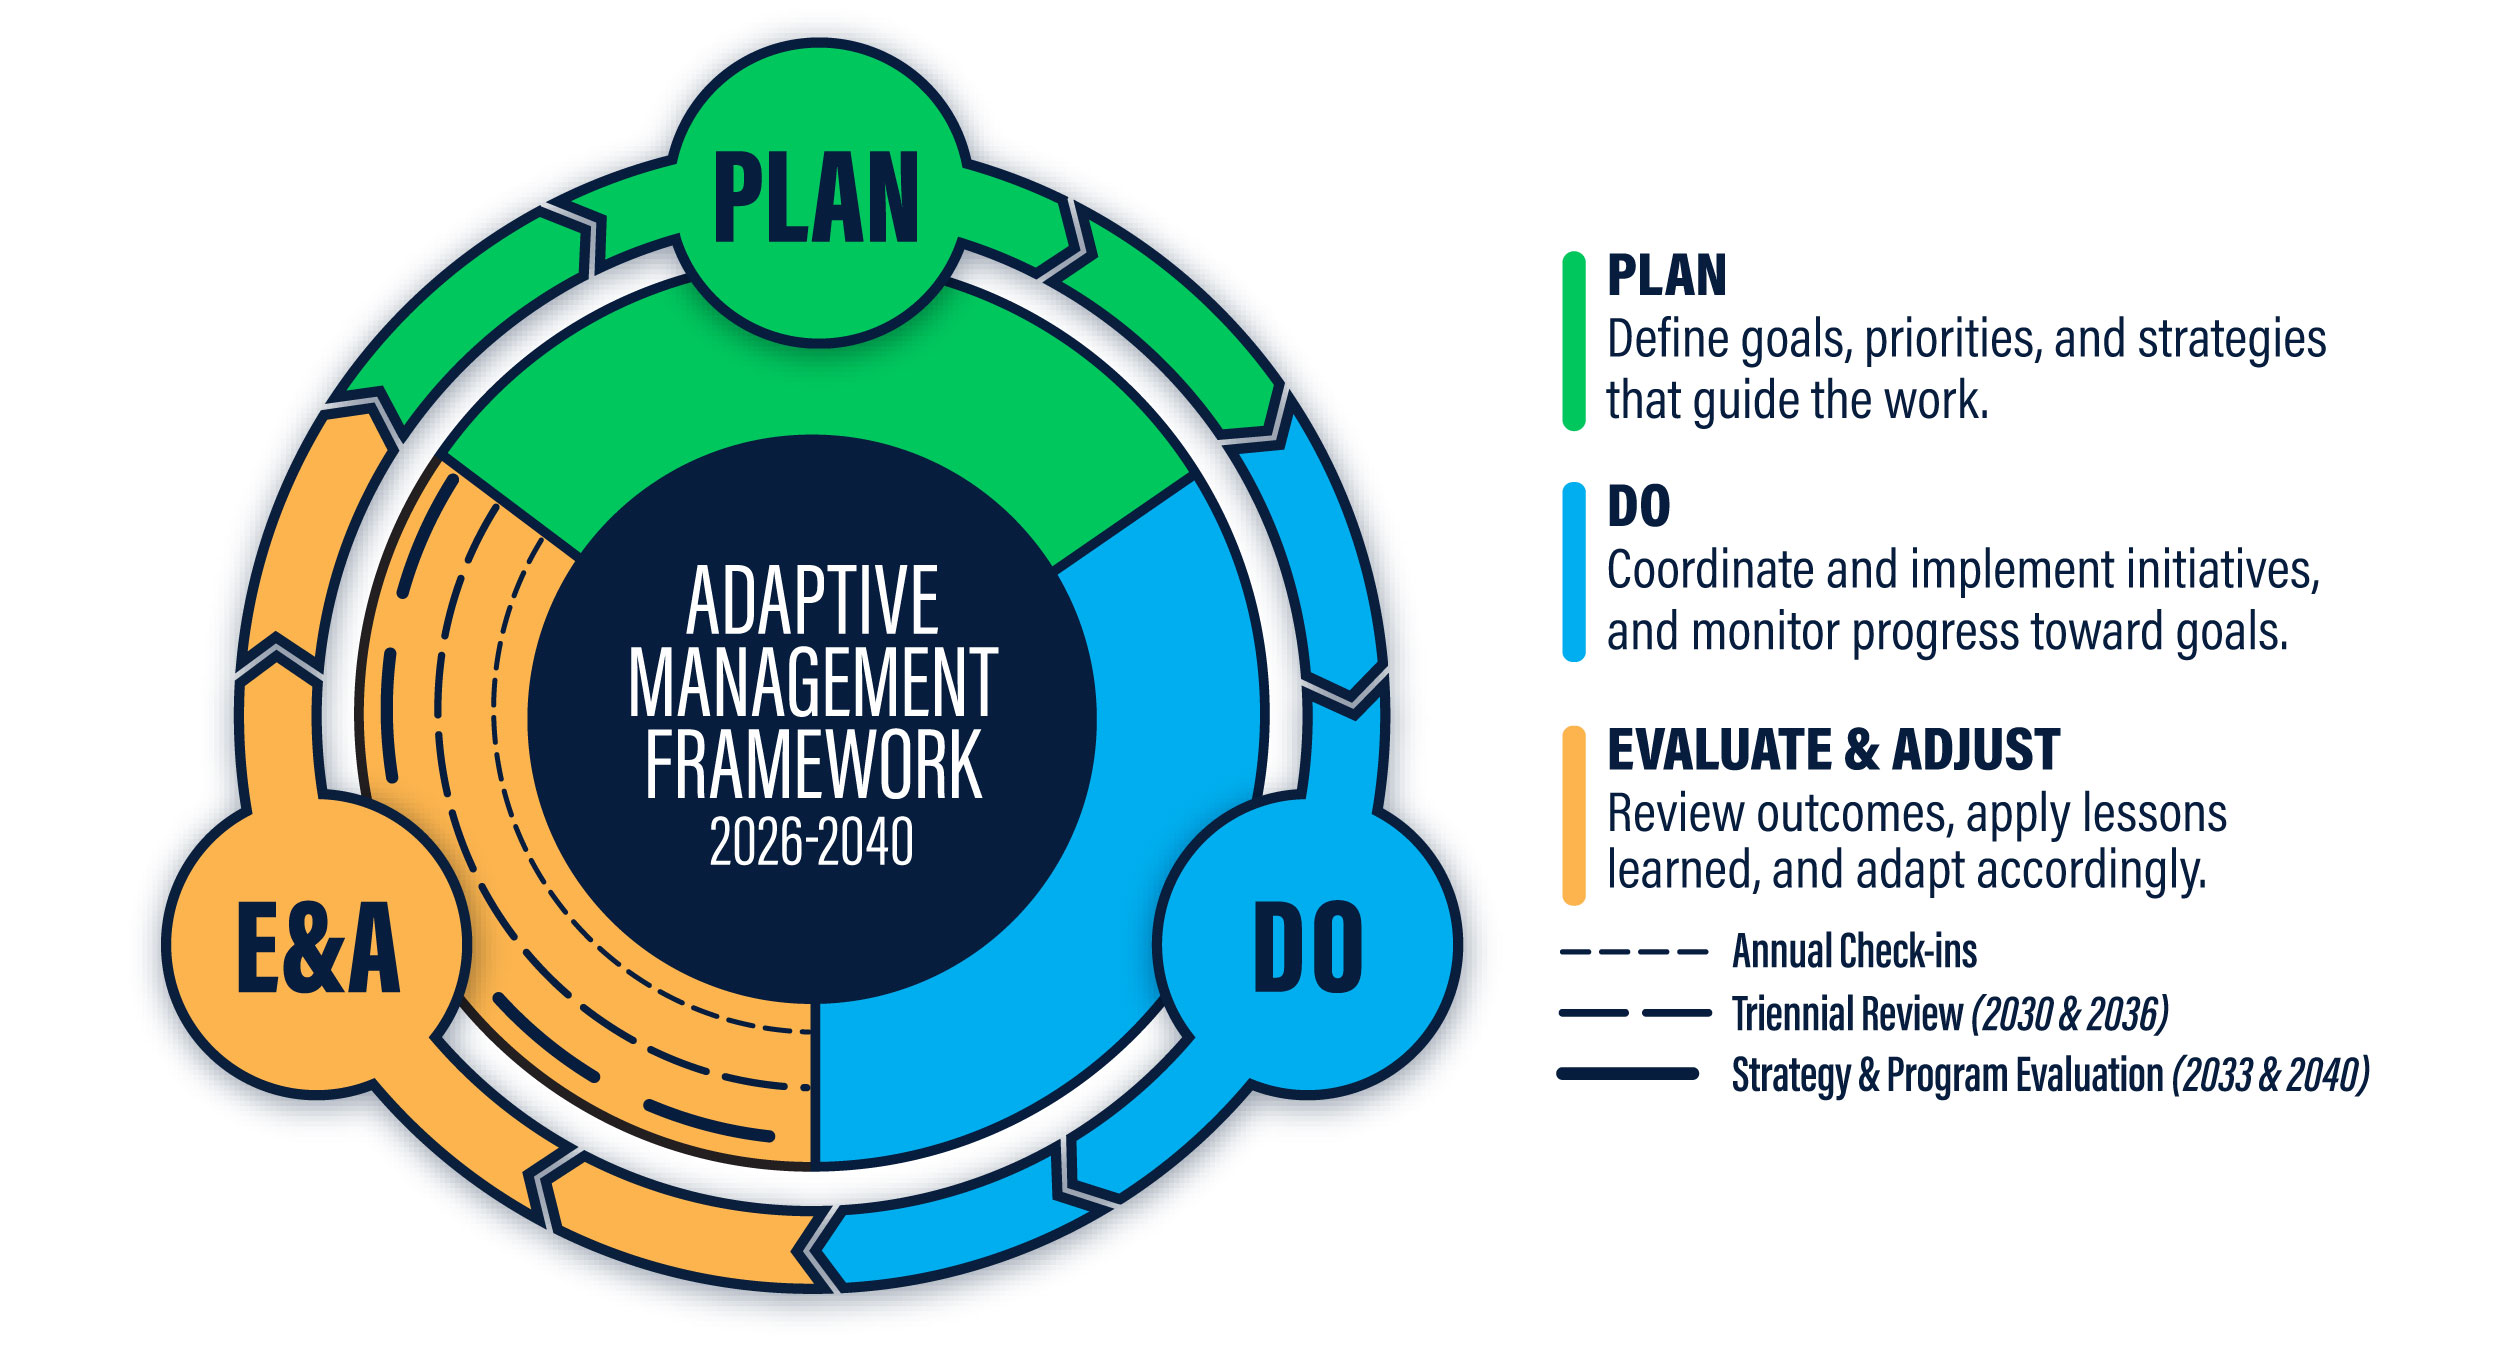 PLAN
ADAPTIVE
MANAGEMENT
FRAMEWORK
2026-2040
E&A
DO
PLAN
Define goals, priorities, and strategies
that guide the work.
DO
Coordinate and implement initiatives,
and monitor progress toward goals.
EVALUATE & ADJUST
Review outcomes, apply lessons
learned, and adapt accordingly.
Annual Check-ins
Triennial Review (2030 & 2036)
Strategy & Program Evaluation (2033 & 2040)